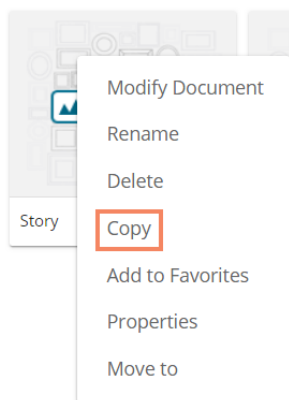 Modify Document
Rename
Delete
Story
Copy
Add to Favorites
Properties
Move to